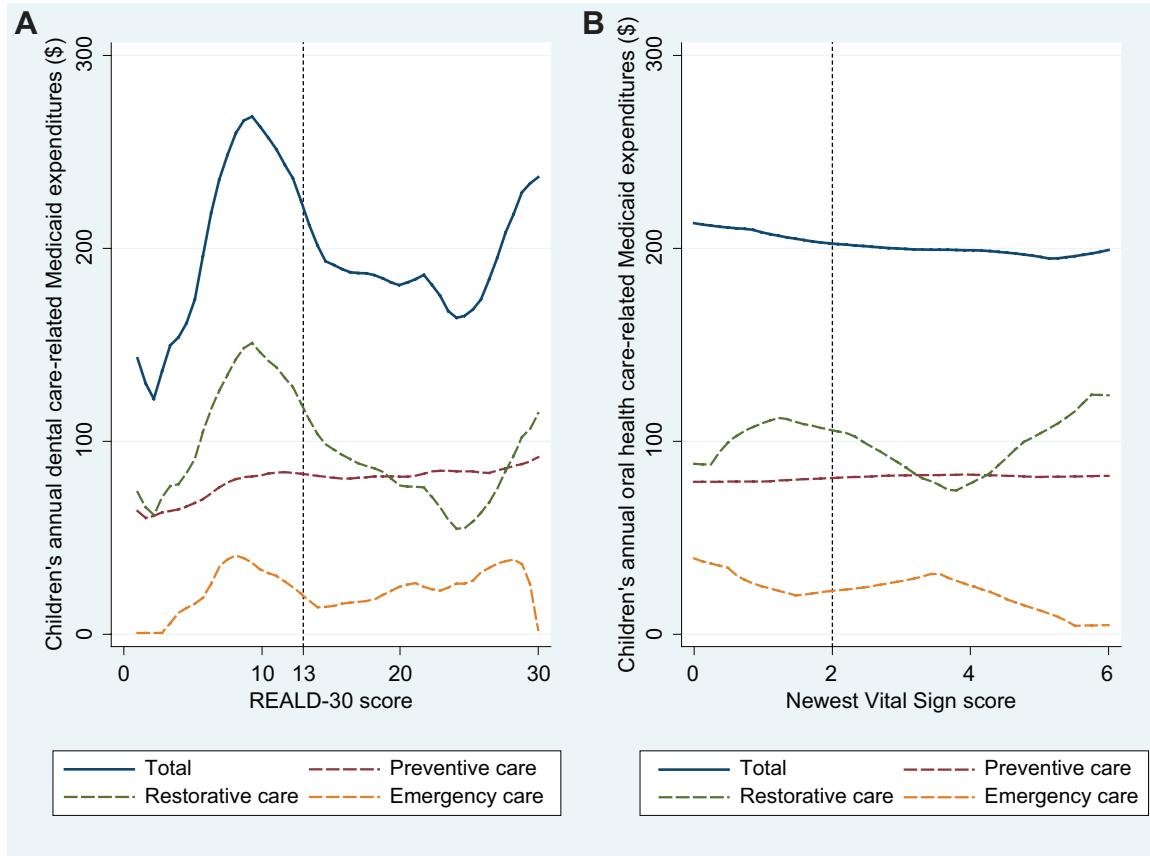 A
Children's annual dental care-related Medicaid expenditures ($)
300
200
100
0
0 10 13 20 30
REALD-30 score
Total Preventive care
Restorative care Emergency care
B
Children's annual oral health care-related Medicaid expenditures ($)
300
200
100
0
0 2 4 6
Newest Vital Sign score
Total Preventive care
Restorative care Emergency care